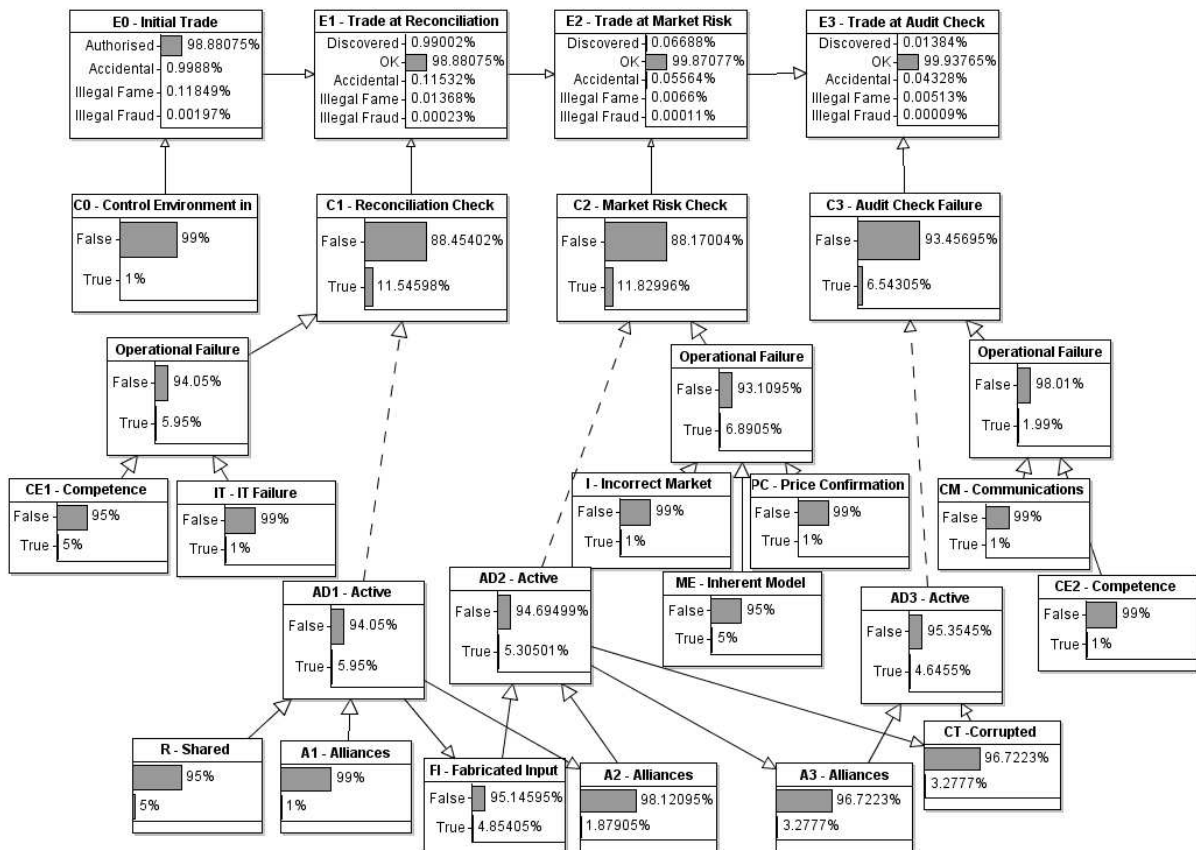 E0 - Initial Trade
Authorised 98.88075%
Accidental 0.9988%
Illegal Fame 0.11849%
Illegal Fraud 0.00197%
E1 - Trade at Reconciliation
Discovered 0.99002%
OK 98.88075%
Accidental 0.11532%
Illegal Fame 0.01368%
Illegal Fraud 0.00023%
E2 - Trade at Market Risk
Discovered 0.06688%
OK 99.87077%
Accidental 0.05564%
Illegal Fame 0.0066%
Illegal Fraud 0.00011%
E3 - Trade at Audit Check
Discovered 0.01384%
OK 99.93765%
Accidental 0.04328%
Illegal Fame 0.00513%
Illegal Fraud 0.00009%
C0 - Control Environment in
False 99%
True 1%
C1 - Reconciliation Check
False 88.45402%
True 11.54598%
C2 - Market Risk Check
False 88.17004%
True 11.82996%
C3 - Audit Check Failure
False 93.45695%
True 6.54305%
Operational Failure
False 94.05%
True 5.95%
Operational Failure
False 93.1095%
True 6.8905%
Operational Failure
False 98.01%
True 1.99%
CE1 - Competence
False 95%
True 5%
IT - IT Failure
False 99%
True 1%
I - Incorrect Market
False 99%
True 1%
PC - Price Confirmation
False 99%
True 1%
CM - Communications
False 99%
True 1%
AD1 - Active
False 94.05%
True 5.95%
AD2 - Active
False 94.69499%
True 5.30501%
ME - Inherent Model
False 95%
True 5%
AD3 - Active
False 95.3545%
True 4.6455%
CE2 - Competence
False 99%
True 1%
R - Shared
95%
5%
A1 - Alliances
99%
1%
FI - Fabricated Input
False 95.14595%
True 4.85405%
A2 - Alliances
98.12095%
1.87905%
A3 - Alliances
96.7223%
3.2777%
CT -Corrupted
96.7223%
3.2777%